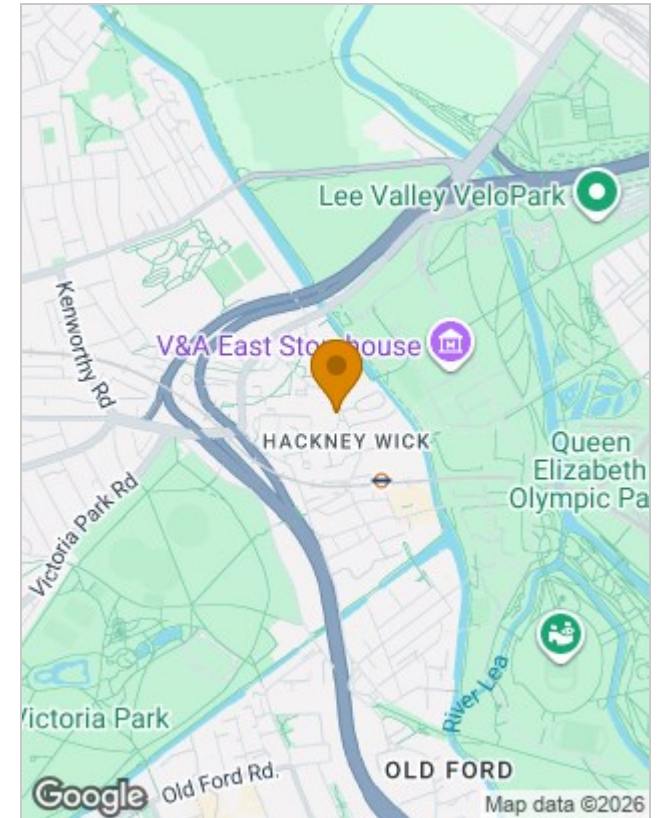 Lee Valley VeloPark
Kenworthy Rd
V&A East Storehouse
HACKNEY WICK
Queen
Elizabeth
Olympic Pa
Victoria Park Rd
River Lea
ictoria Park
Old Ford Rd.
OLD FORD
Google
Map data ©2026